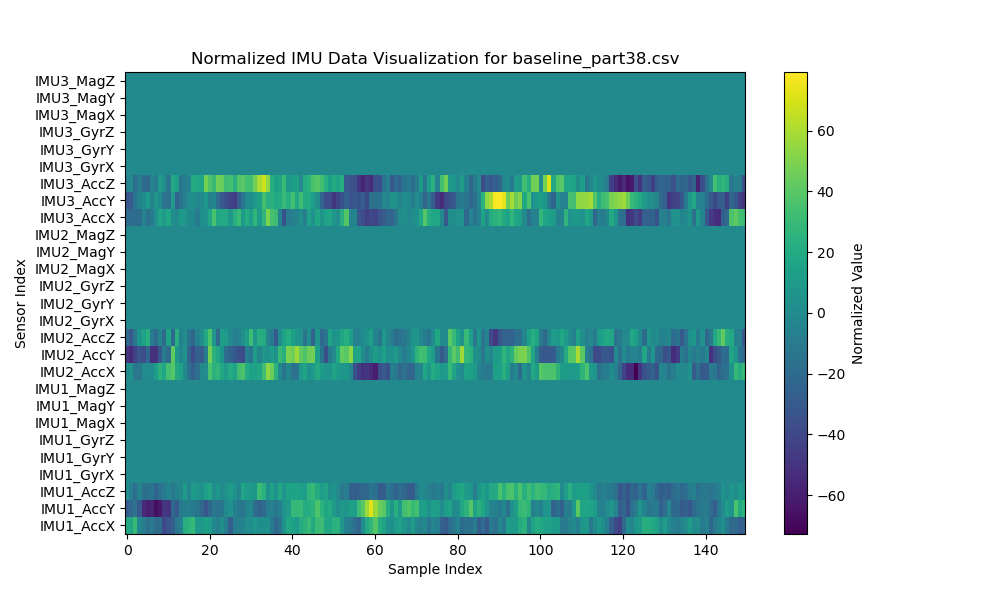 Normalized IMU Data Visualization for baseline_part38.csv
IMU3_MagZ
IMU3_MagY
IMU3_MagX
IMU3_GyrZ
IMU3_GyrY
IMU3_GyrX
IMU3_AccZ
IMU3_AccY
IMU3_AccX
IMU2_MagZ
IMU2_MagY
IMU2_MagX
IMU2_GyrZ
IMU2_GyrY
IMU2_GyrX
IMU2_AccZ
IMU2_AccY
IMU2_AccX
IMU1_MagZ
IMU1_MagY
IMU1_MagX
IMU1_GyrZ
IMU1_GyrY
IMU1_GyrX
IMU1_AccZ
IMU1_AccY
IMU1_AccX
Sensor Index
0 20 40 60 80 100 120 140
Sample Index
60
40
20
0
−20
−40
−60
Normalized Value